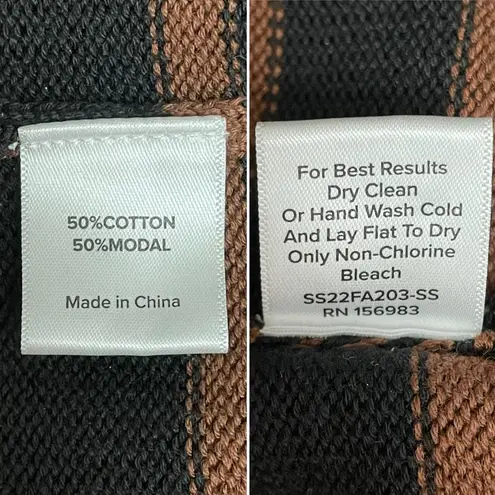 50%COTTON
50%MODAL
Made in China
For Best Results
Dry Clean
Or Hand Wash Cold
And Lay Flat To Dry
Only Non-Chlorine
Bleach
SS22FA203-SS
RN 156983